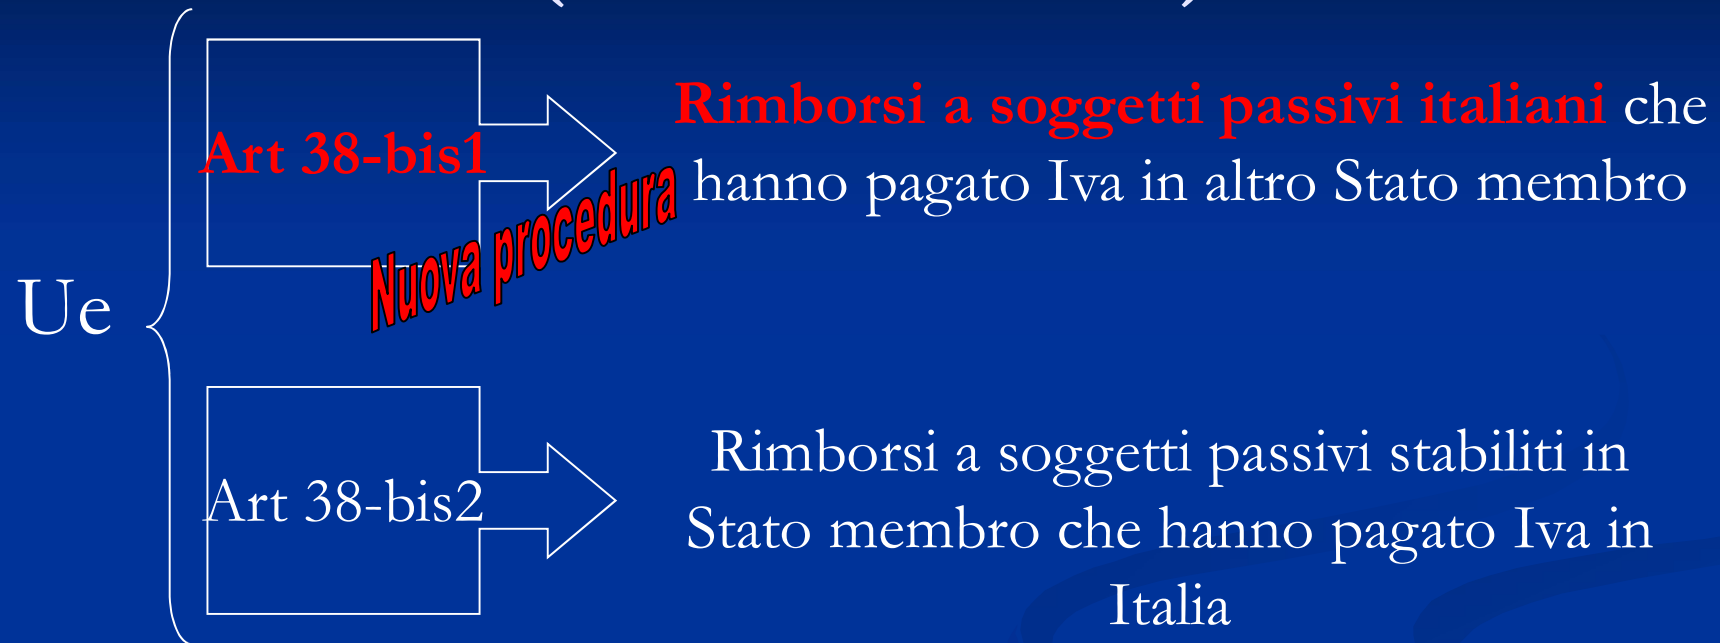 Ue
Art 38-bis1
Rimborsi a soggetti passivi italiani che
hanno pagato Iva in altro Stato membro
Nuova procedura
Art 38-bis2
Rimborsi a soggetti passivi stabiliti in
Stato membro che hanno pagato Iva in
Italia